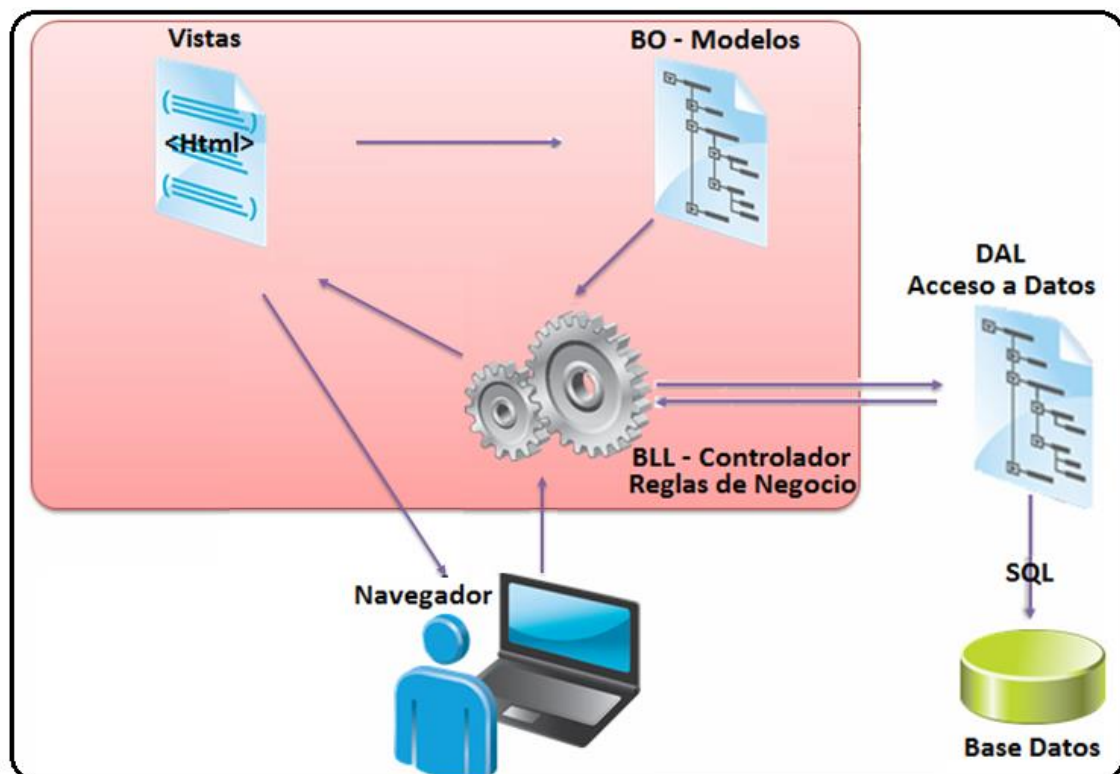 Vistas
BO - Modelos
<Html>
DAL
Acceso a Datos
BLL - Controlador
Reglas de Negocio
SQL
Navegador
Base Datos